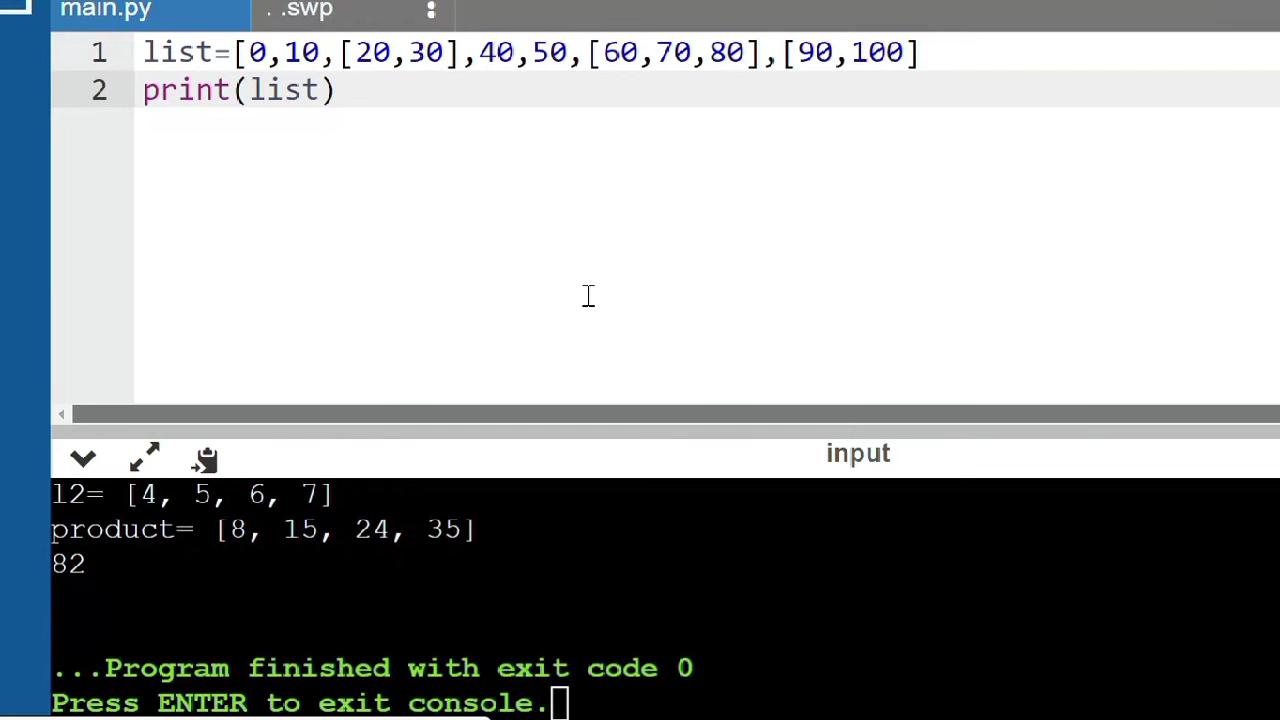 main.py
. .swp
1 list=[0,10,[20,30],40,50,[60,70,80],[90,100]
2 print(list)
input
l2= [4, 5, 6, 7]
product= [8, 15, 24, 35]
82
...Program finished with exit code 0
Press ENTER to exit console.